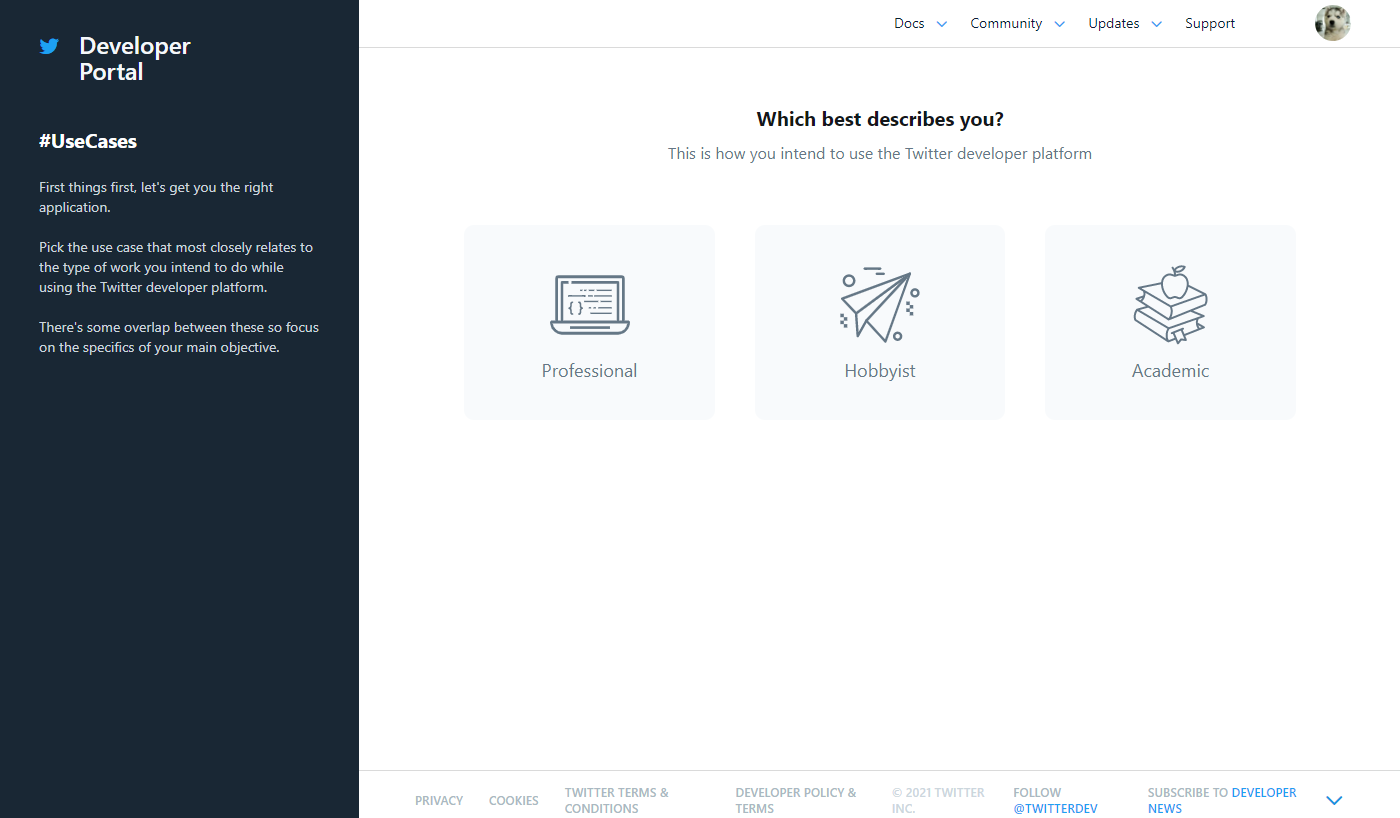 Developer
Portal
#UseCases
First things first, let's get you the right
application.
Pick the use case that most closely relates to
the type of work you intend to do while
using the Twitter developer platform.
There's some overlap between these so focus
on the specifics of your main objective.
Docs Community Updates Support
Which best describes you?
This is how you intend to use the Twitter developer platform
{}
Professional Hobbyist Academic
PRIVACY COOKIES TWITTER TERMS &
CONDITIONS
DEVELOPER POLICY &
TERMS
© 2021 TWITTER
INC.
FOLLOW
@TWITTERDEV
SUBSCRIBE TO DEVELOPER
NEWS